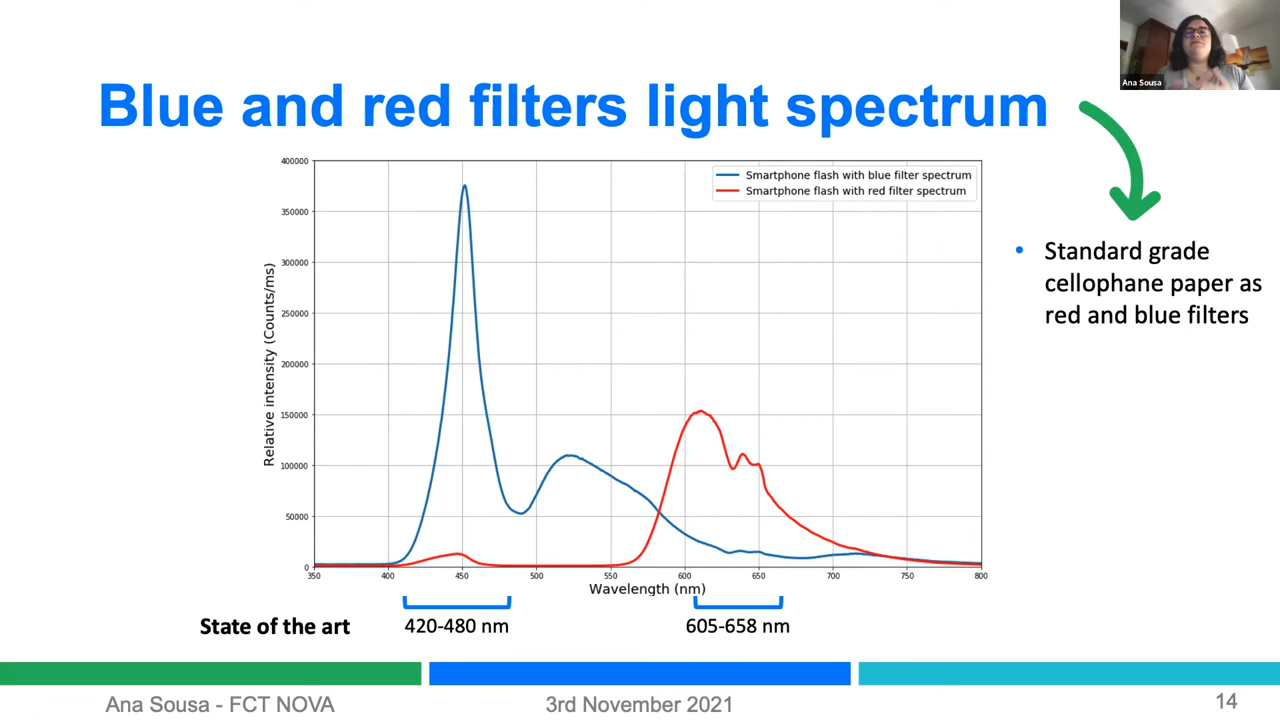 Ana Sousa
Blue and red filters light spectrum
400000
350000
300000
250000
200000
150000
100000
50000
0
Relative intensity (Counts/ms)
Smartphone flash with blue filter spectrum
Smartphone flash with red filter spectrum
350 400 450 500 550 600 650 700 750 800
Wavelength (nm)
• Standard grade
cellophane paper as
red and blue filters
State of the art 420-480 nm 605-658 nm
Ana Sousa - FCT NOVA 3rd November 2021 14